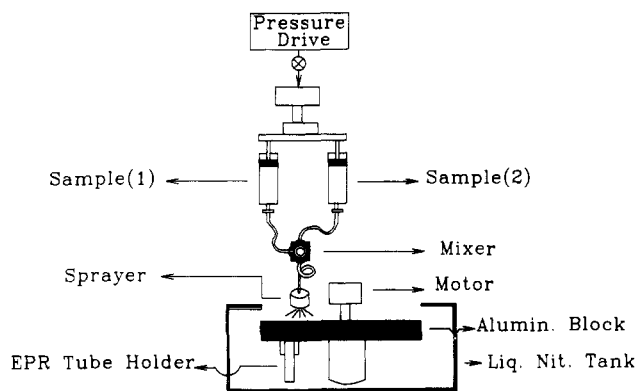 Pressure
Drive
Sample(1)
Sample(2)
Mixer
Sprayer
Motor
Alumin. Block
EPR Tube Holder
Liq. Nit. Tank